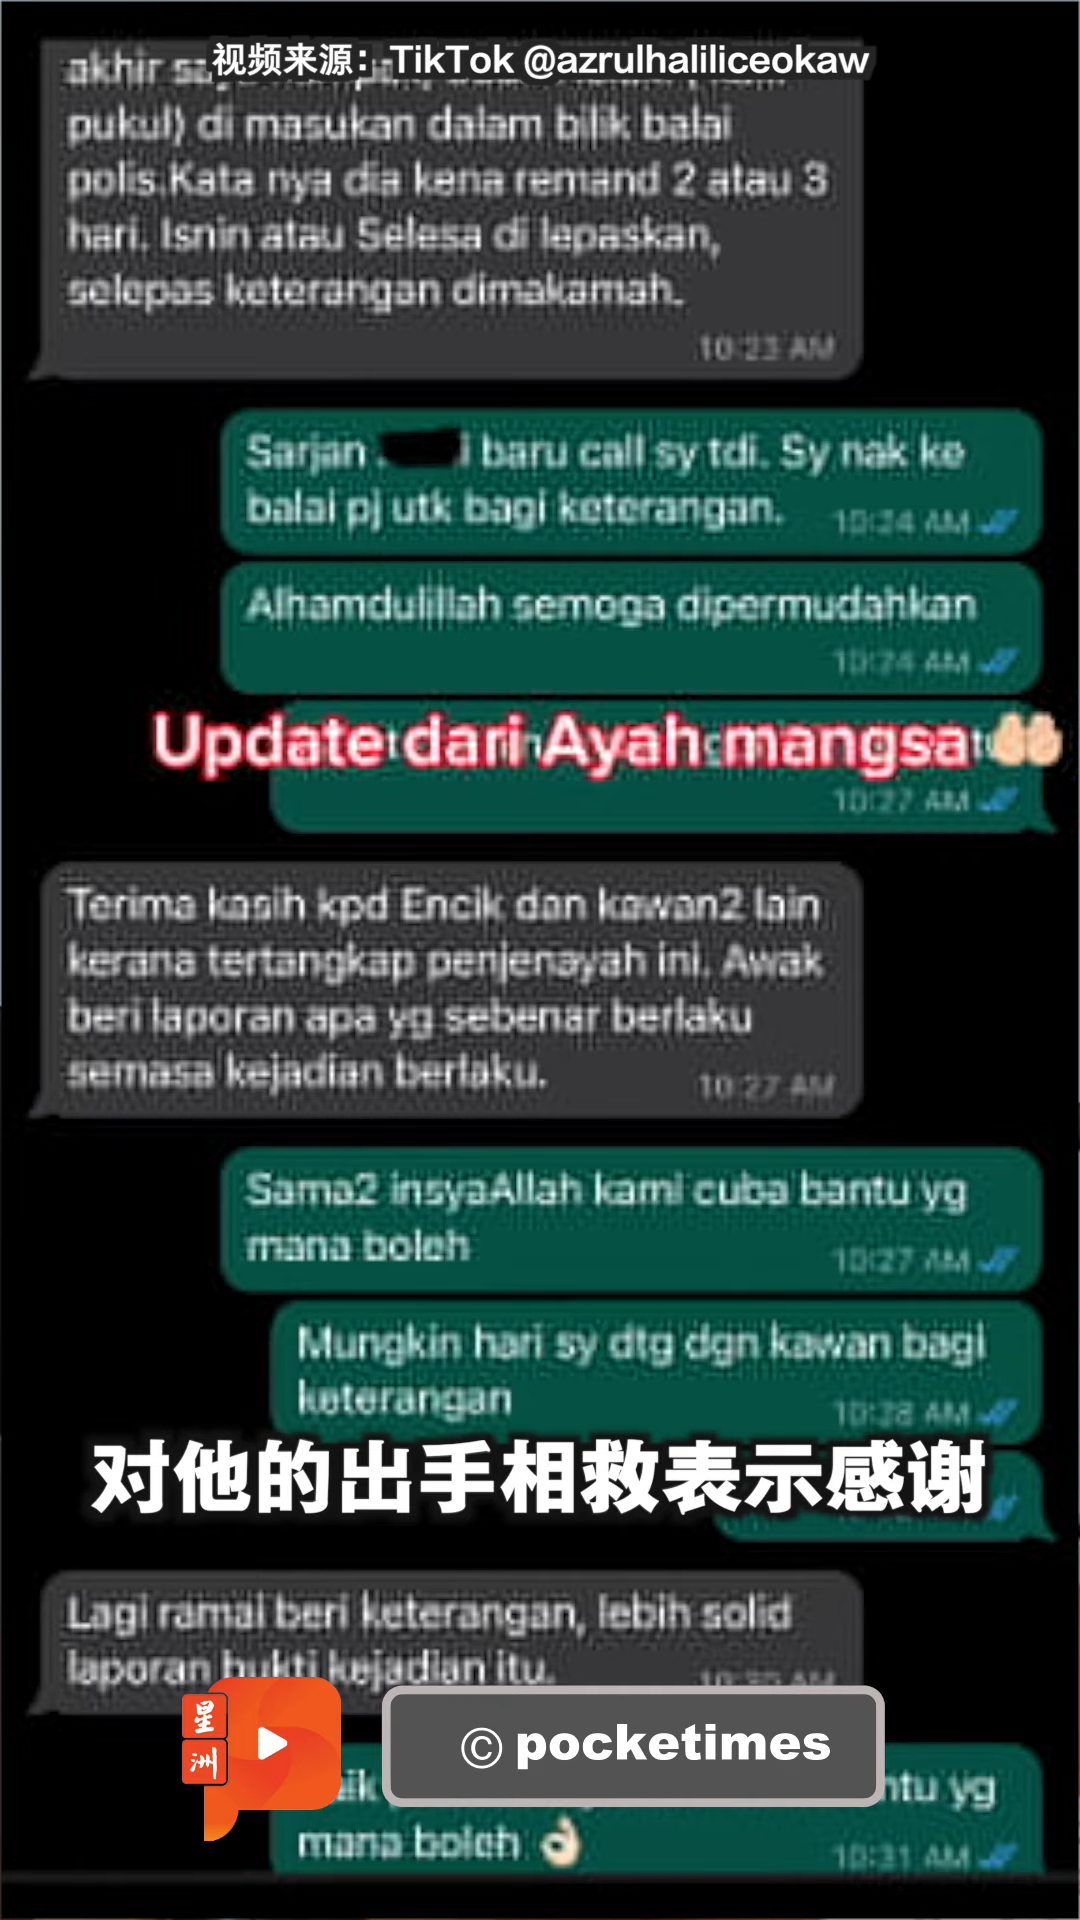 视频来源：TikTok @azrulhaliliceokaw
akhir
pukul) di masukan dalam bilik balai
polis.Kata nya dia kena remand 2 atau 3
hari. Isnin atau Selesa di lepaskan,
selepas keterangan dimakamah.
10:23 AM
Sarjan baru call sy tdi. Sy nak ke
balai pj utk bagi keterangan.
10:24 AM
Alhamdulillah semoga dipermudahkan
10:24 AM
Update dari Ayah mangsa🤲🏻
10:27 AM
Terima kasih kpd Encik dan kawan2 lain
kerana tertangkap penjenayah ini. Awak
beri laporan apa yg sebenar berlaku
semasa kejadian berlaku.
10:27 AM
Sama2 insyaAllah kami cuba bantu yg
mana boleh
10:27 AM
Mungkin hari sy dtg dgn kawan bagi
keterangan
10:28 AM
对他的出手相救表示感谢
Lagi ramai beri keterangan, lebih solid
laporan bukti kejadian itu.
星洲
© pocketimes
yg
mana boleh 👌🏻
10:31 AM